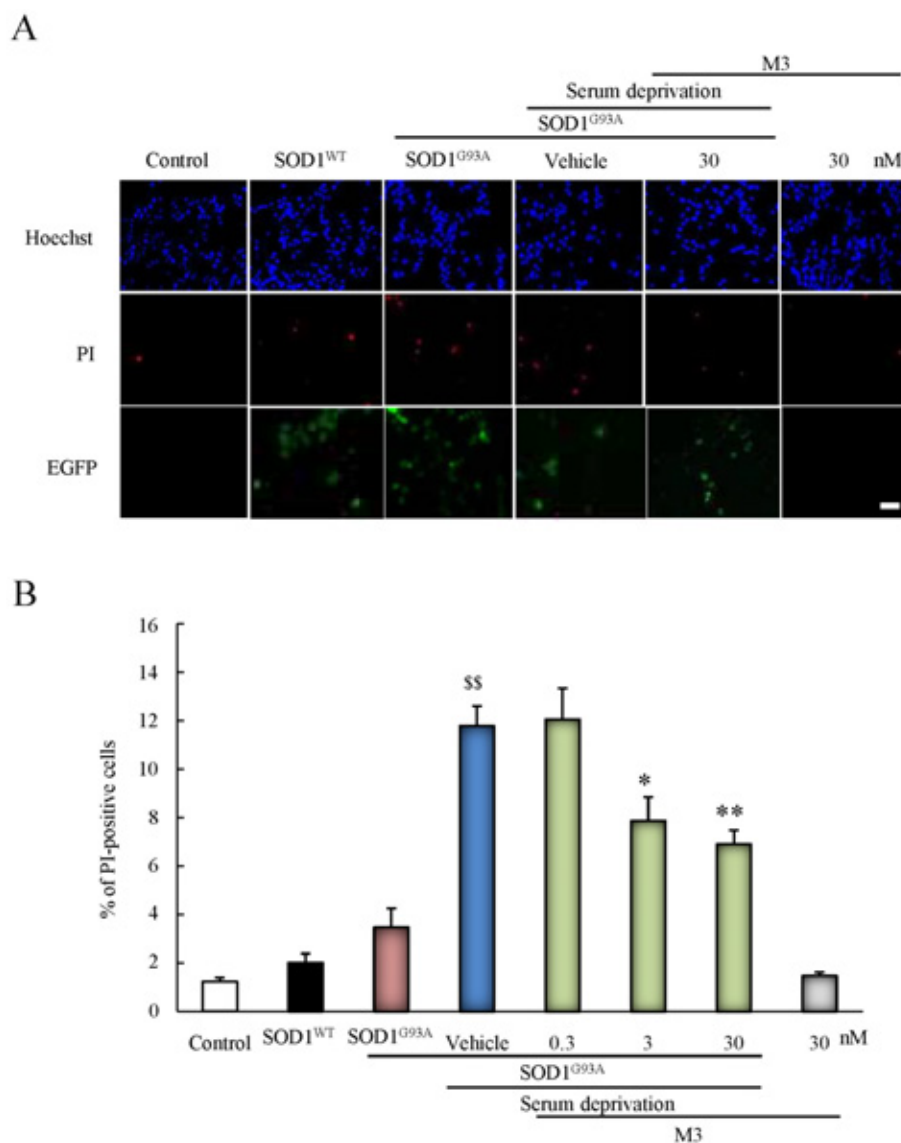 A
M3
Serum deprivation
SOD1G93A
Control SOD1WT SOD1G93A Vehicle 30 30 nM
Hoechst
PI
EGFP
B
16
14
12
10
8
6
4
2
0
% of PI-positive cells
$$
*
**
Control SOD1WT SOD1G93A Vehicle 0.3 3 30 30 nM
SOD1G93A
Serum deprivation
M3